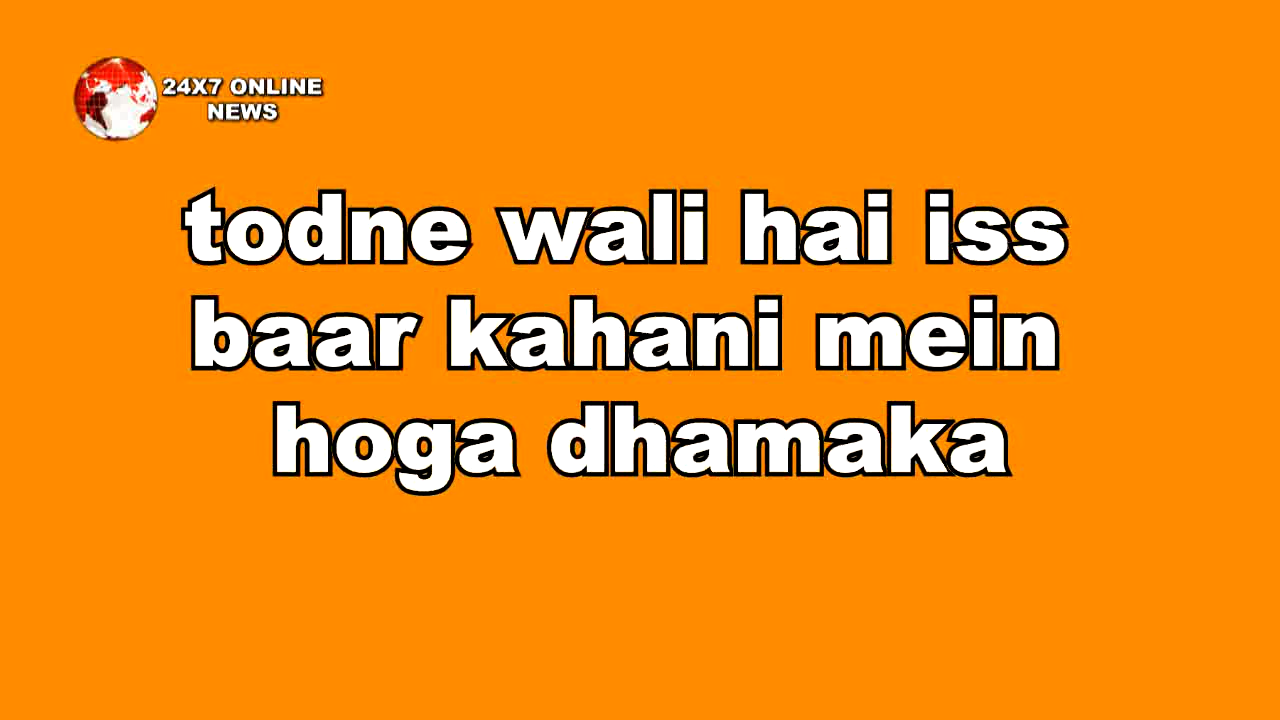 24X7 ONLINE
NEWS
todne wali hai iss
baar kahani mein
hoga dhamaka